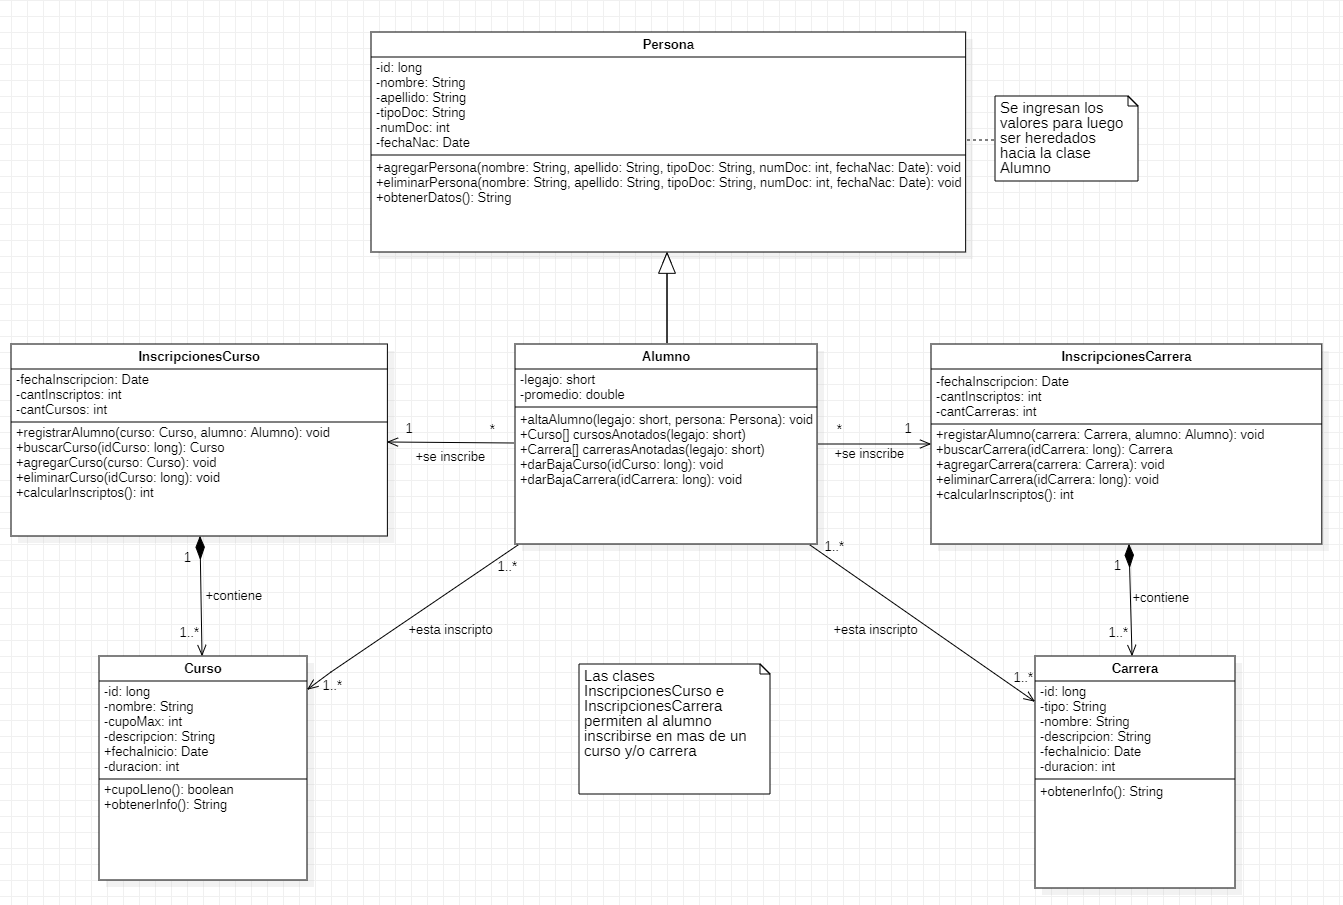 Persona
-id: long
-nombre: String
-apellido: String
-tipoDoc: String
-numDoc: int
-fechaNac: Date
+agregarPersona(nombre: String, apellido: String, tipoDoc: String, numDoc: int, fechaNac: Date): void
+eliminarPersona(nombre: String, apellido: String, tipoDoc: String, numDoc: int, fechaNac: Date): void
+obtenerDatos(): String
Se ingresan los
valores para luego
ser heredados
hacia la clase
Alumno
InscripcionesCurso
-fechaInscripcion: Date
-cantInscriptos: int
-cantCursos: int
+registrarAlumno(curso: Curso, alumno: Alumno): void
+buscarCurso(idCurso: long): Curso
+agregarCurso(curso: Curso): void
+eliminarCurso(idCurso: long): void
+calcularInscriptos(): int
1
*
+se inscribe
Alumno
-legajo: short
-promedio: double
+altaAlumno(legajo: short, persona: Persona): void
+Curso[] cursosAnotados(legajo: short)
+Carrera[] carrerasAnotadas(legajo: short)
+darBajaCurso(idCurso: long): void
+darBajaCarrera(idCarrera: long): void
*
1
+se inscribe
InscripcionesCarrera
-fechaInscripcion: Date
-cantInscriptos: int
-cantCarreras: int
+registarAlumno(carrera: Carrera, alumno: Alumno): void
+buscarCarrera(idCarrera: long): Carrera
+agregarCarrera(carrera: Carrera): void
+eliminarCarrera(idCarrera: long): void
+calcularInscriptos(): int
1
+contiene
1..*
1..*
+esta inscripto
1..*
1..*
+esta inscripto
1..*
1
+contiene
1..*
Curso
-id: long
-nombre: String
-cupoMax: int
-descripcion: String
+fechaInicio: Date
-duracion: int
+cupoLleno(): boolean
+obtenerInfo(): String
Las clases
InscripcionesCurso e
InscripcionesCarrera
permiten al alumno
inscribirse en mas de un
curso y/o carrera
Carrera
-id: long
-tipo: String
-nombre: String
-descripcion: String
-fechaInicio: Date
-duracion: int
+obtenerInfo(): String